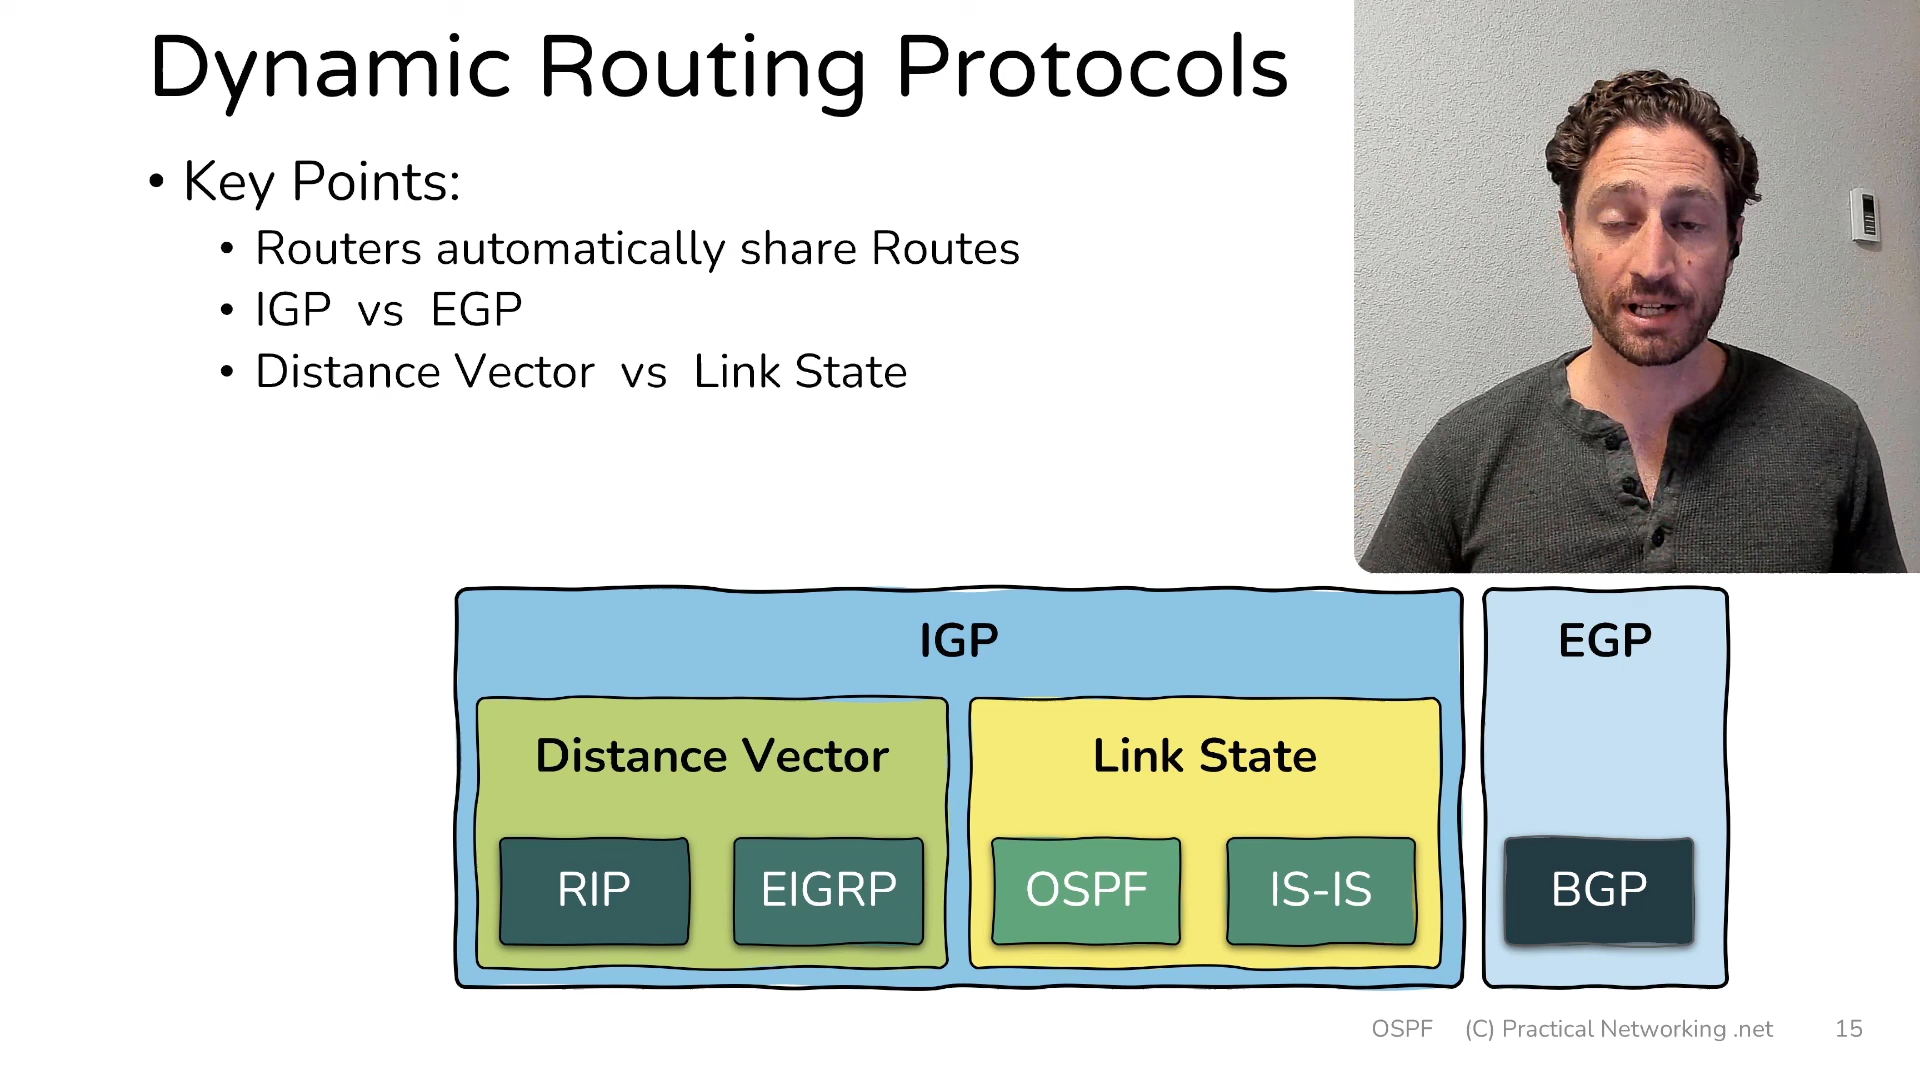 Dynamic Routing Protocols
• Key Points:
• Routers automatically share Routes
• IGP vs EGP
• Distance Vector vs Link State
IGP
EGP
Distance Vector
Link State
RIP
EIGRP
OSPF
IS-IS
BGP
OSPF (C) Practical Networking .net 15